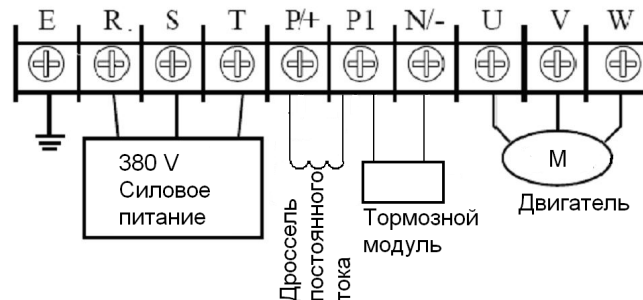 E R S T P/+ P1 N/- U V W
380 V
Силовое
питание
Дроссель
постоянного
тока
Тормозной
модуль
M
Двигатель